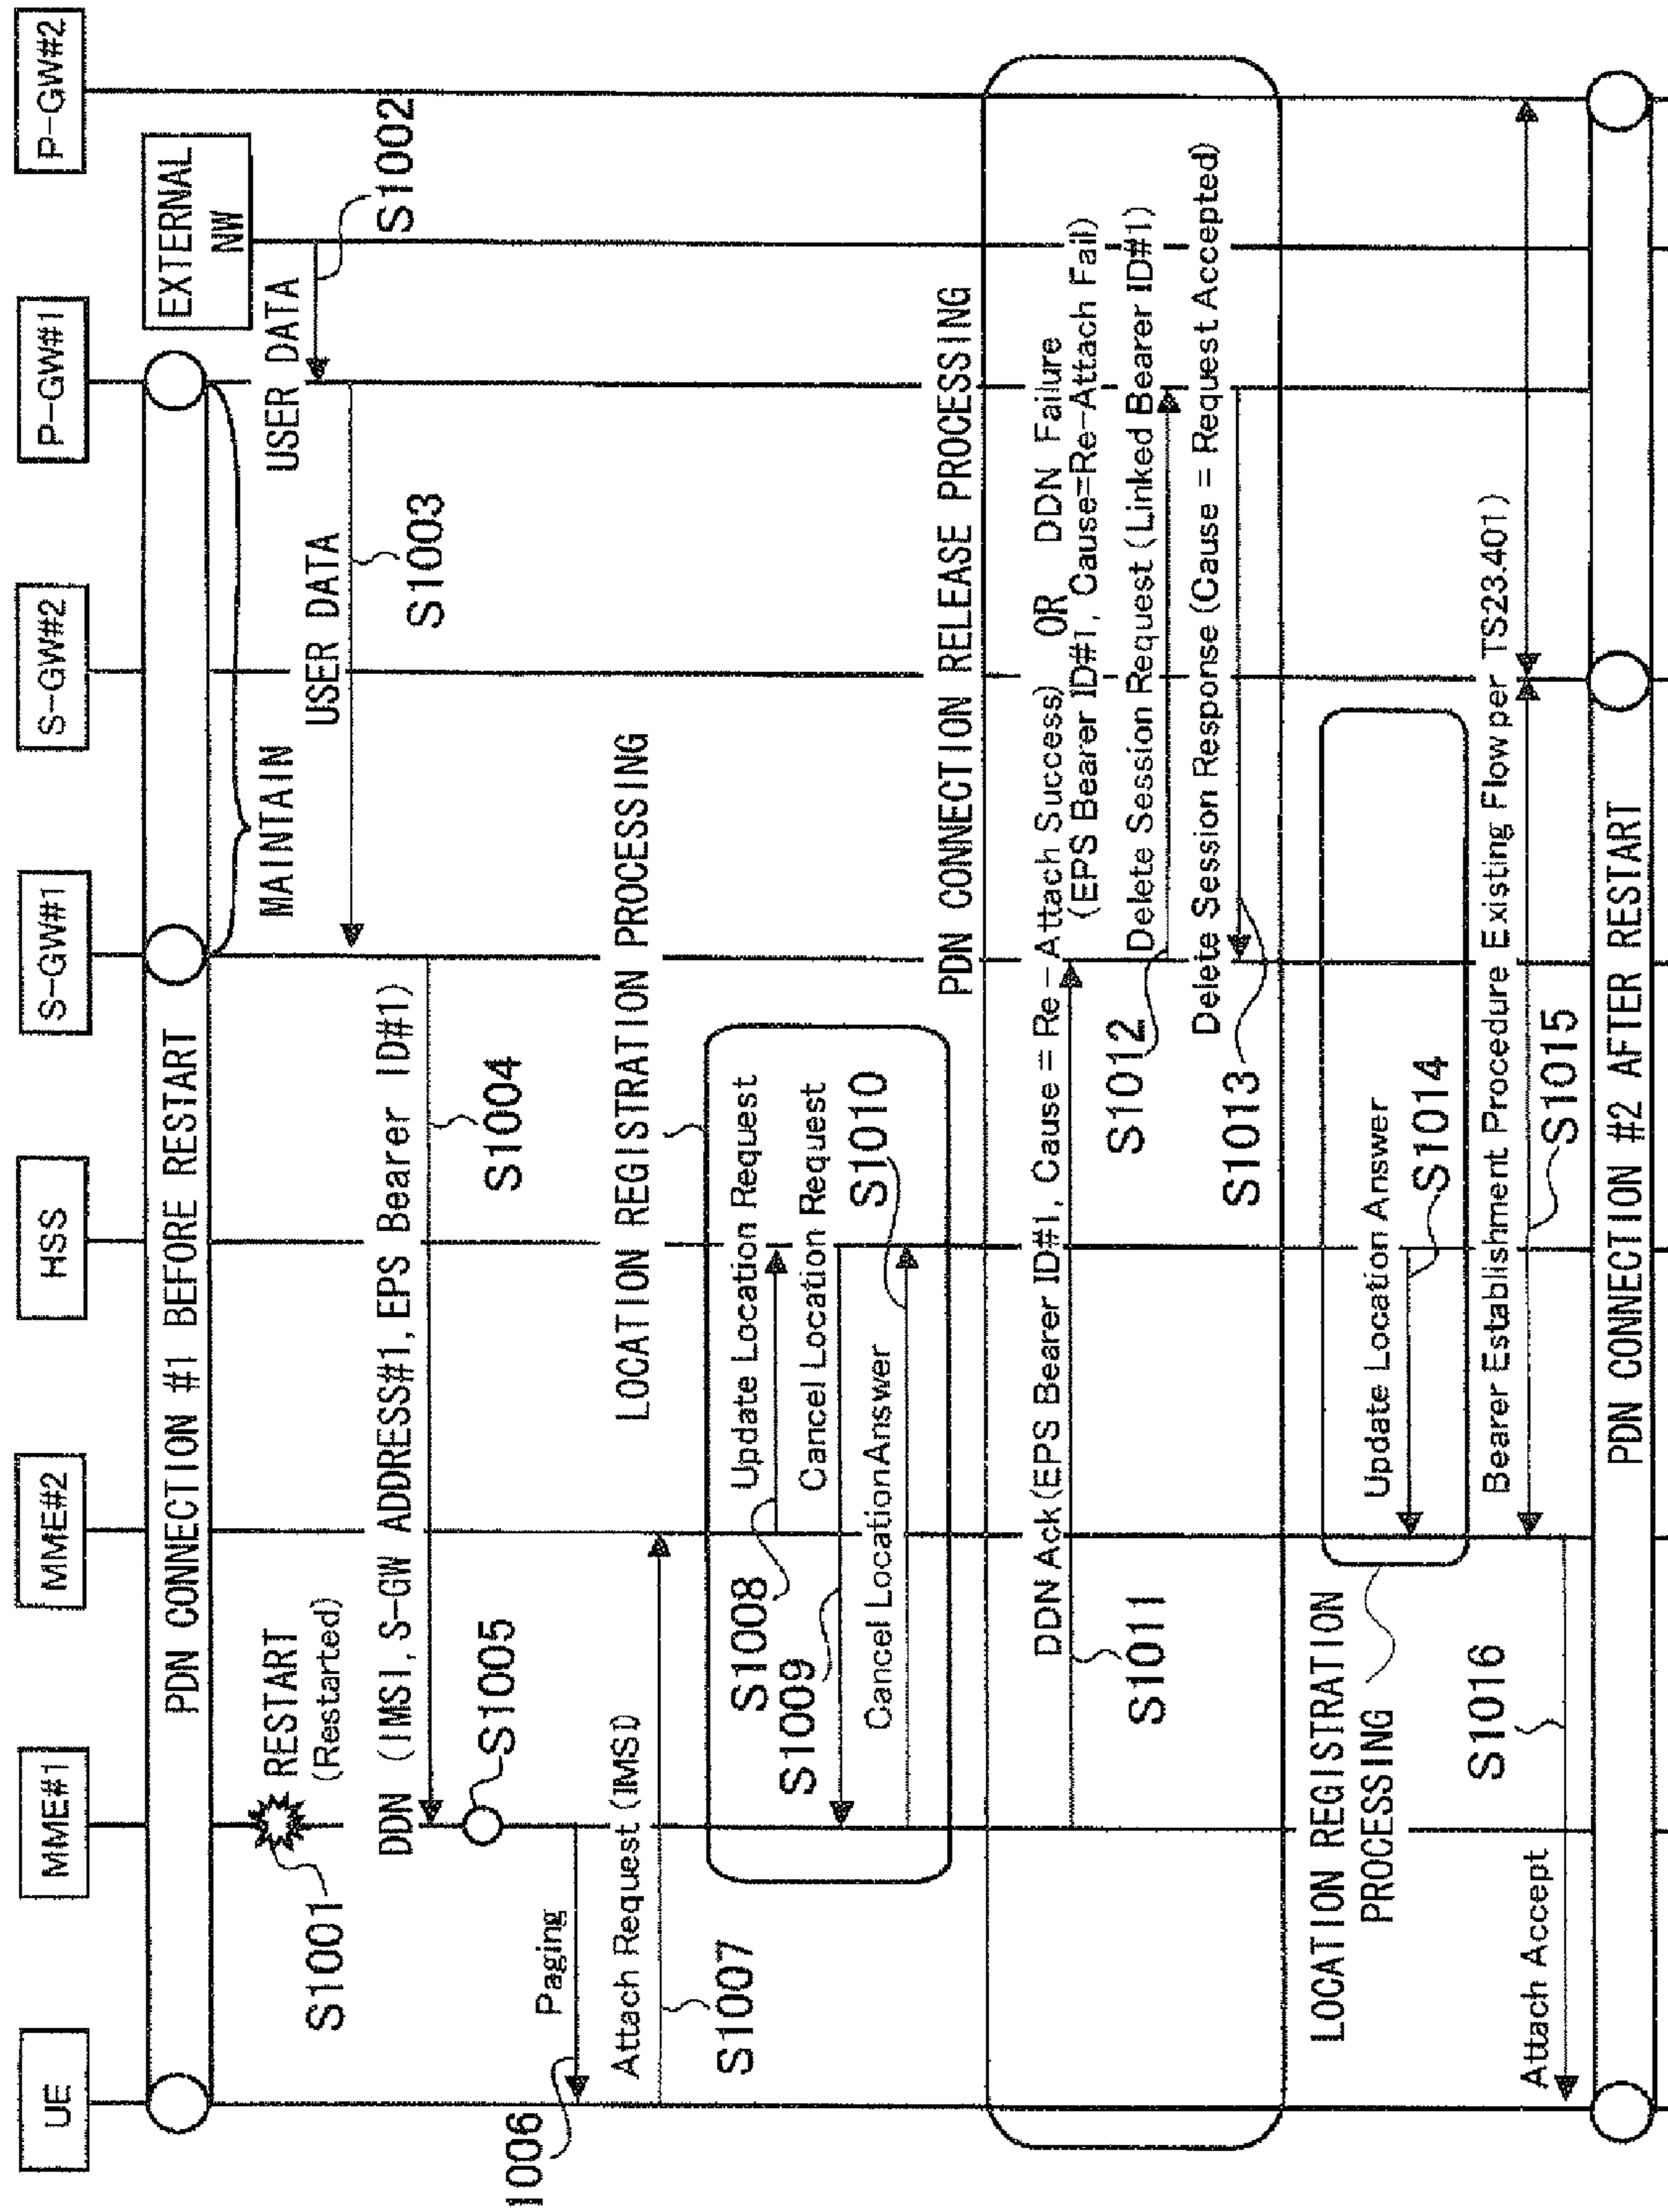 UE
MME#1
MME#2
HSS
S-GW#1
S-GW#2
P-GW#1
P-GW#2
EXTERNAL
NW
PDN CONNECTION #1 BEFORE RESTART
MAINTAIN
S1001
RESTART
(Restarted)
USER DATA
S1002
USER DATA
S1003
DDN (IMSI, S-GW ADDRESS#1, EPS Bearer ID#1)
S1004
S1005
Paging
1006
Attach Request (IMSI)
S1007
LOCATION REGISTRATION PROCESSING
Update Location Request
S1008
Cancel Location Request
S1009
Cancel LocationAnswer
S1010
PDN CONNECTION RELEASE PROCESSING
DDN Ack (EPS Bearer ID#1, Cause = Re-Attach Success) OR DDN Failure
(EPS Bearer ID#1, Cause=Re-Attach Fail)
S1011
Delete Session Request (Linked Bearer ID#1)
S1012
Delete Session Response (Cause = Request Accepted)
S1013
LOCATION REGISTRATION
PROCESSING
Update Location Answer
S1014
Bearer Establishment Procedure Existing Flow per TS23.401)
S1015
Attach Accept
S1016
PDN CONNECTION #2 AFTER RESTART